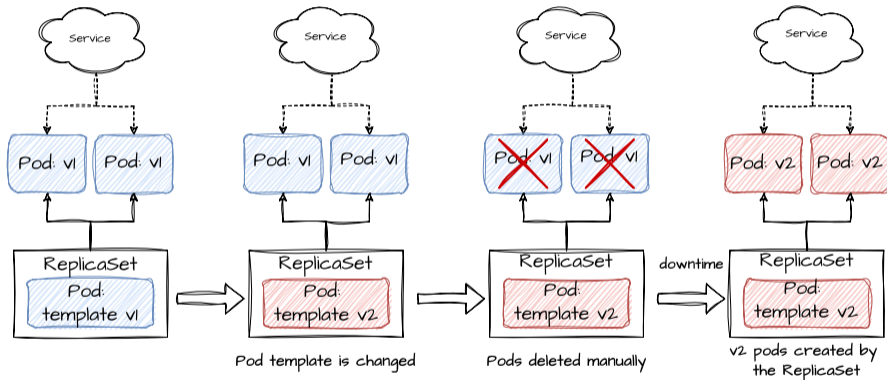 Service
Service
Service
Service
Pod: v1
Pod: v1
Pod: v1
Pod: v1
Pod: v1
Pod: v1
Pod: v2
Pod: v2
ReplicaSet
Pod:
template v1
ReplicaSet
Pod:
template v2
Pod template is changed
ReplicaSet
Pod:
template v2
Pods deleted manually
downtime
ReplicaSet
Pod:
template v2
v2 pods created by
the ReplicaSet